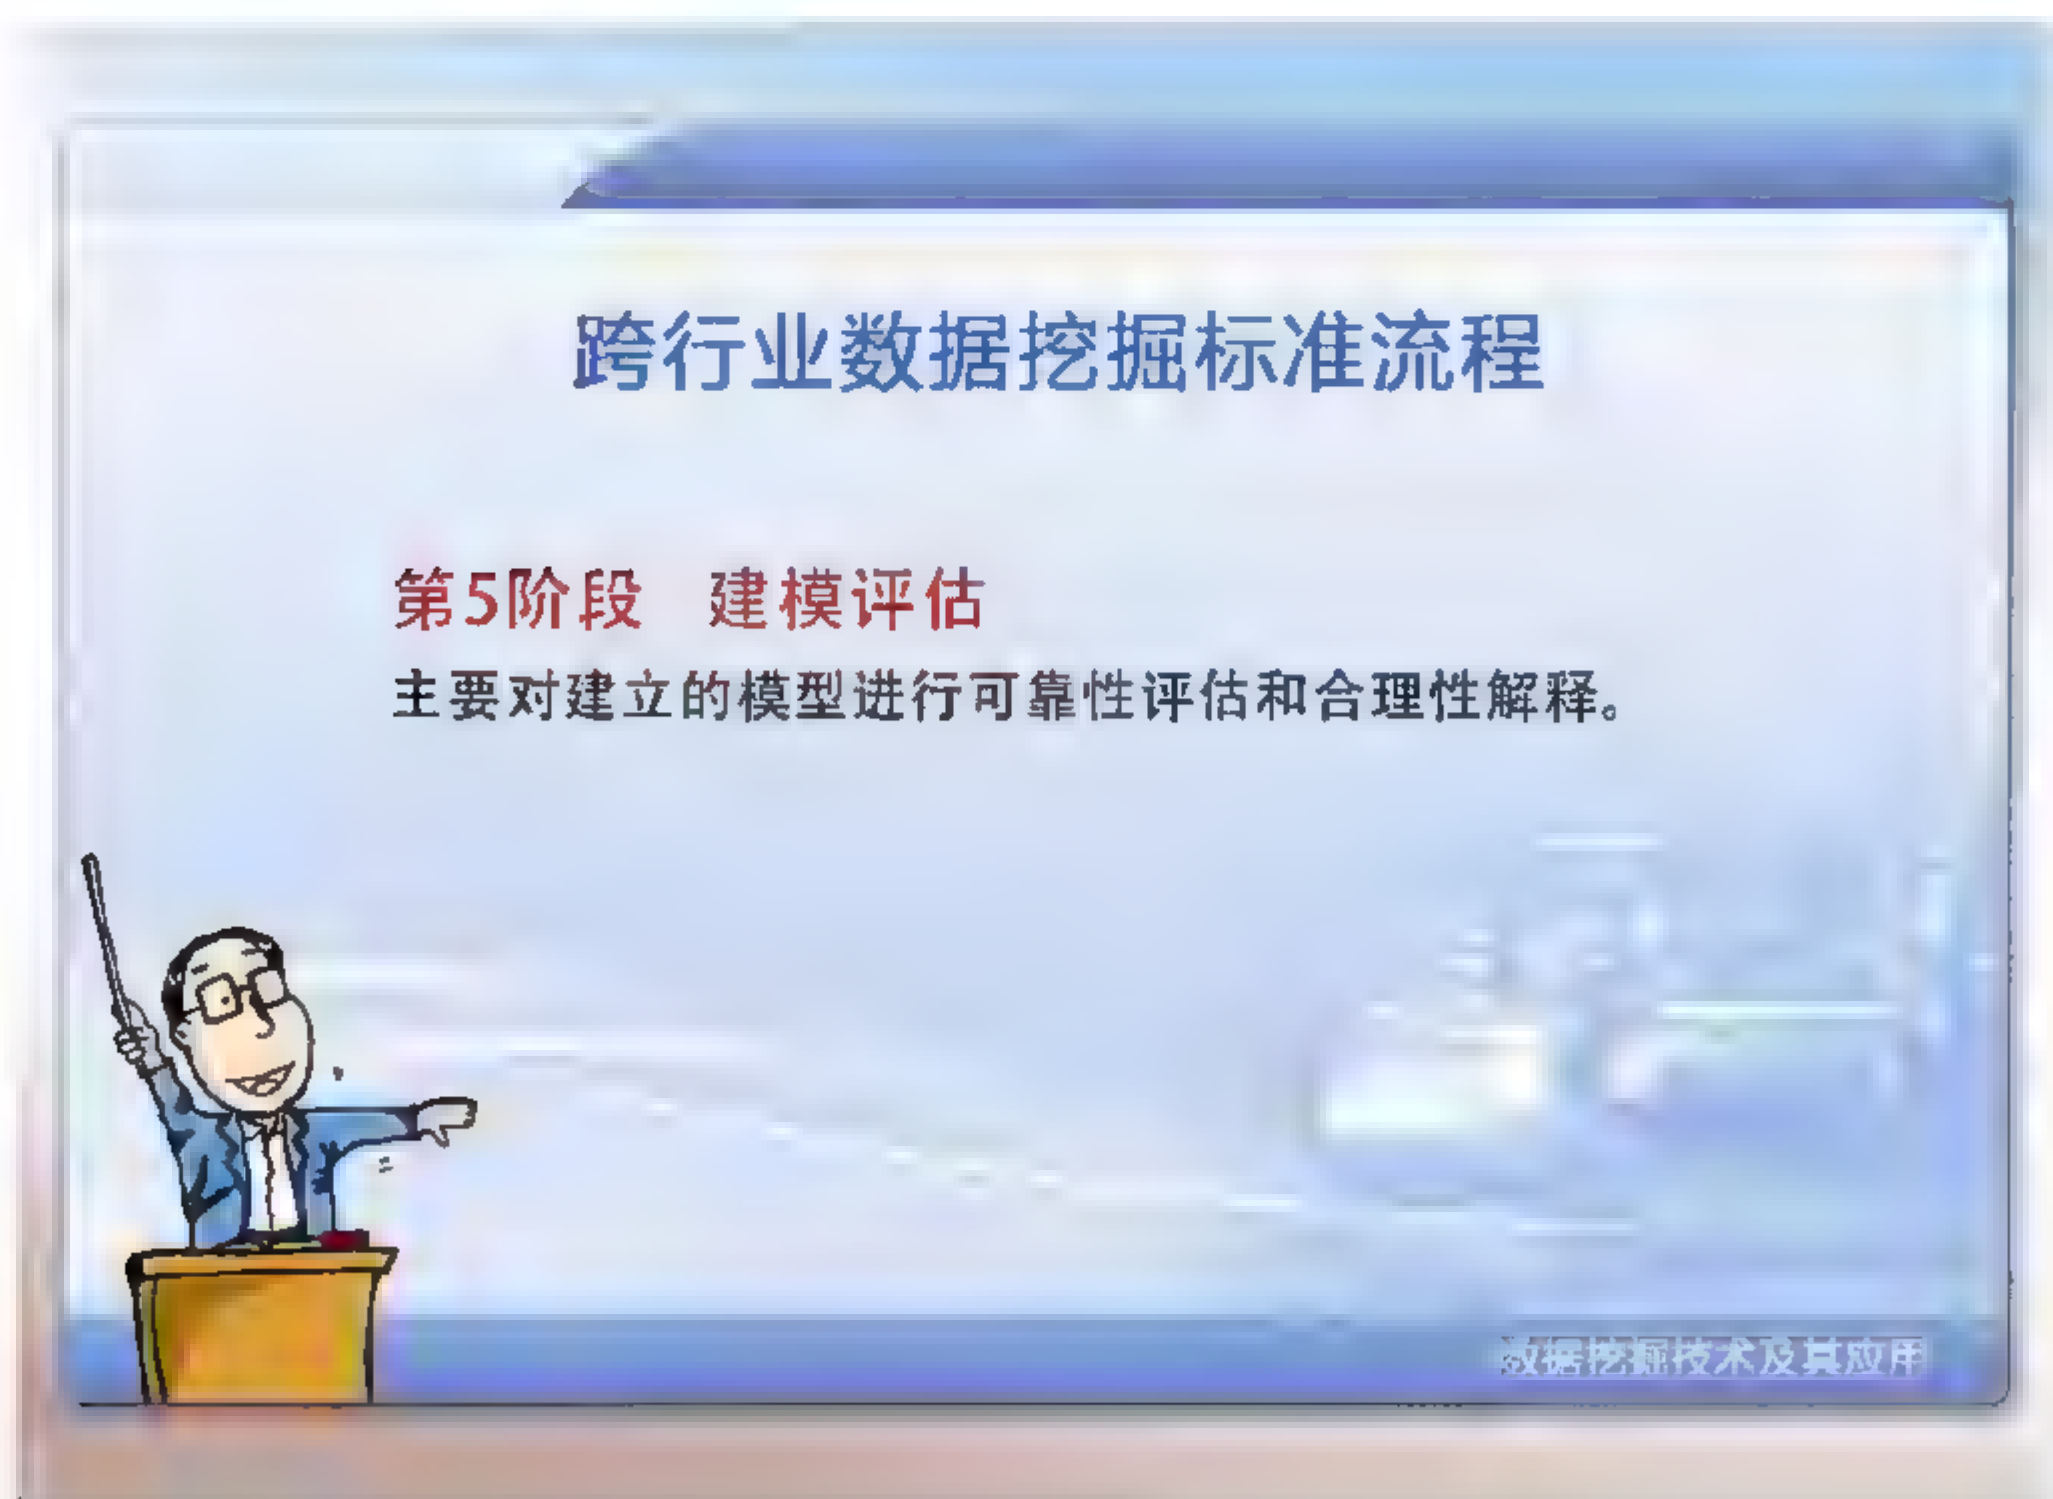 跨行业数据挖掘标准流程
第5阶段 建模评估
主要对建立的模型进行可靠性评估和合理性解释。
数据挖掘技术及其应用